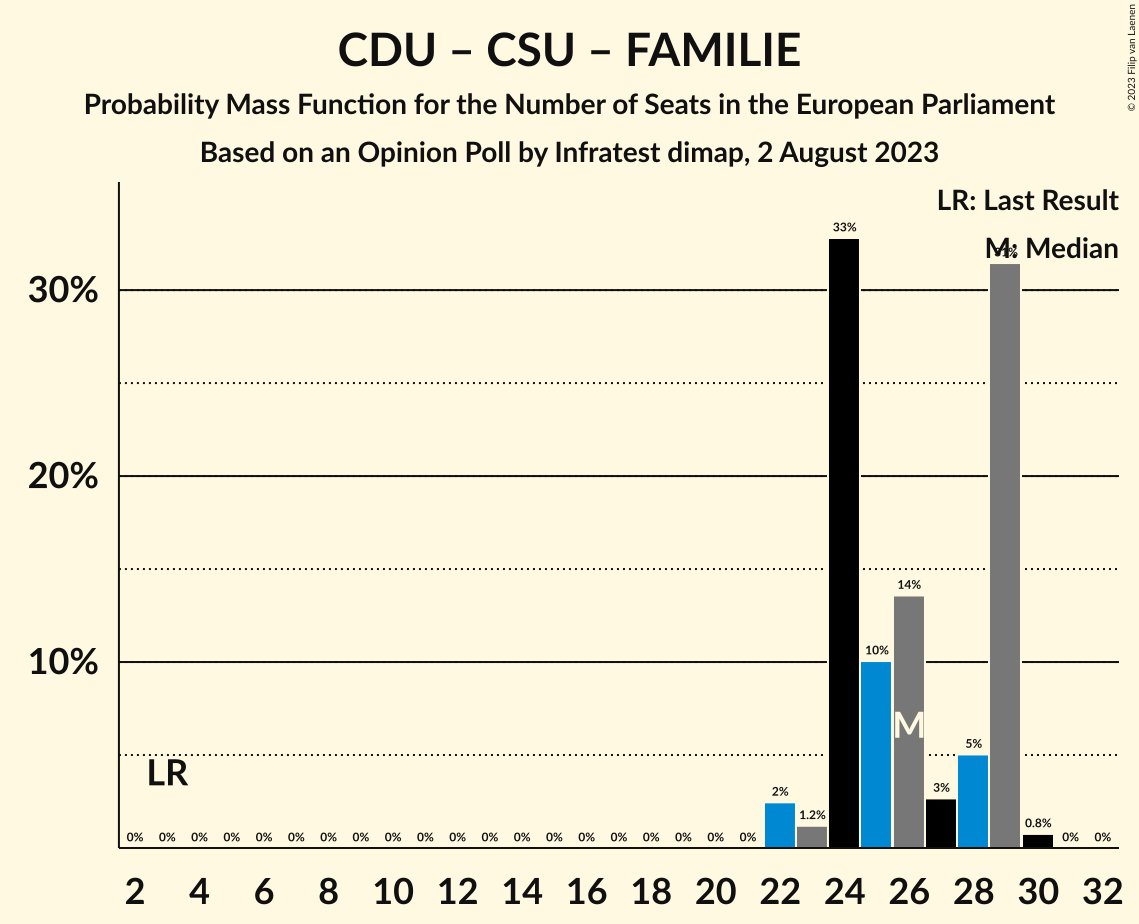 CDU – CSU – FAMILIE
Probability Mass Function for the Number of Seats in the European Parliament
Based on an Opinion Poll by Infratest dimap, 2 August 2023
© 2023 Filip van Laenen
LR: Last Result
M: Median
30%
20%
10%
LR
M
0% 0% 0% 0% 0% 0% 0% 0% 0% 0% 0% 0% 0% 0% 0% 0% 0% 0% 0% 0% 2% 1.2% 33% 10% 14% 3% 5% 31% 0.8% 0% 0%
2 4 6 8 10 12 14 16 18 20 22 24 26 28 30 32